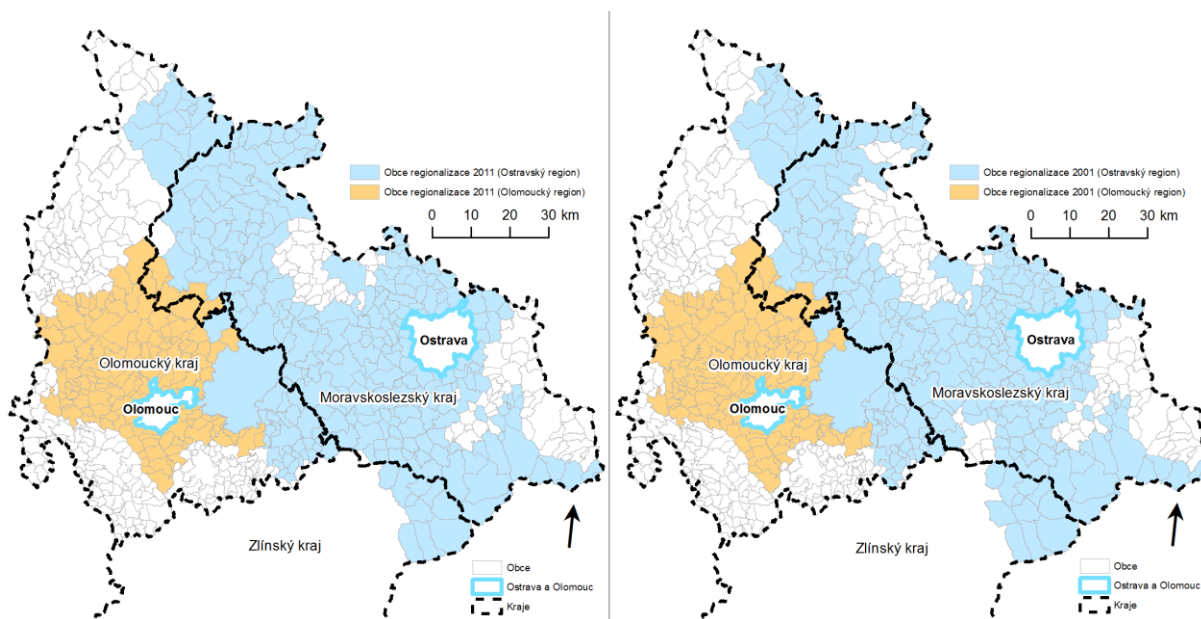 Obce regionalizace 2011 (Ostravský region)
Obce regionalizace 2011 (Olomoucký region)
0 10 20 30 km
Ostrava
Olomoucký kraj
Moravskoslezský kraj
Olomouc
Zlínský kraj
Obce
Ostrava a Olomouc
Kraje
Obce regionalizace 2001 (Ostravský region)
Obce regionalizace 2001 (Olomoucký region)
0 10 20 30 km
Ostrava
Olomoucký kraj
Moravskoslezský kraj
Olomouc
Zlínský kraj
Obce
Ostrava a Olomouc
Kraje